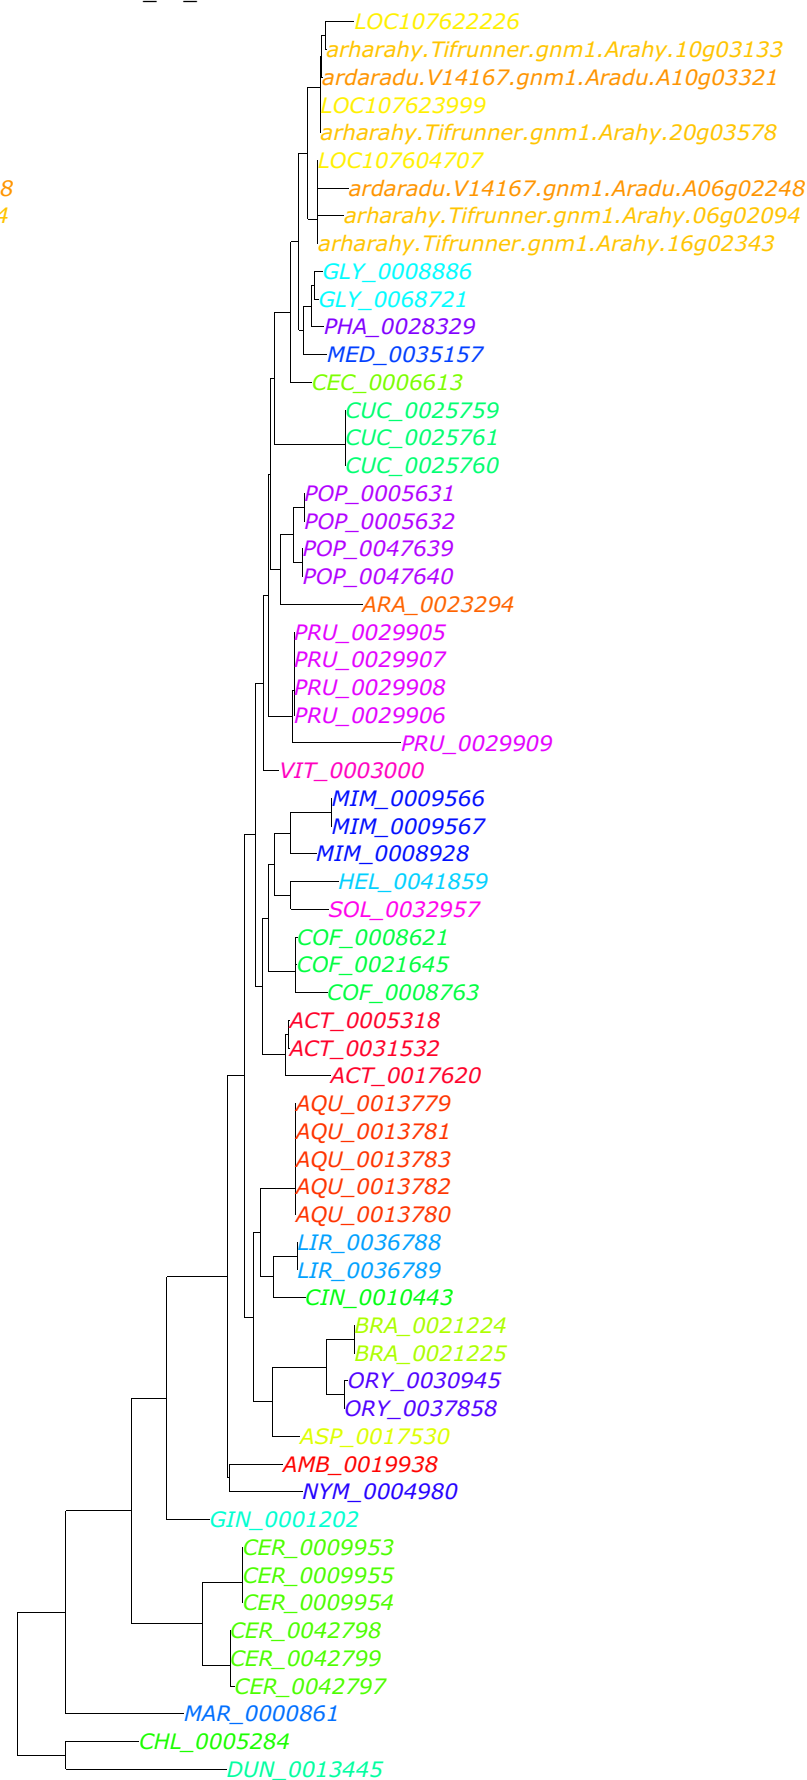 LOC107622226
arharahy.Tifrunner.gnm1.Arahy.10g03133
ardaradu.V14167.gnm1.Aradu.A10g03321
LOC107623999
arharahy.Tifrunner.gnm1.Arahy.20g03578
LOC107604707
8 ardaradu.V14167.gnm1.Aradu.A06g02248
4 arharahy.Tifrunner.gnm1.Arahy.06g02094
arharahy.Tifrunner.gnm1.Arahy.16g02343
GLY_0008886
GLY_0068721
PHA_0028329
MED_0035157
CEC_0006613
CUC_0025759
CUC_0025761
CUC_0025760
POP_0005631
POP_0005632
POP_0047639
POP_0047640
ARA_0023294
PRU_0029905
PRU_0029907
PRU_0029908
PRU_0029906
PRU_0029909
VIT_0003000
MIM_0009566
MIM_0009567
MIM_0008928
HEL_0041859
SOL_0032957
COF_0008621
COF_0021645
COF_0008763
ACT_0005318
ACT_0031532
ACT_0017620
AQU_0013779
AQU_0013781
AQU_0013783
AQU_0013782
AQU_0013780
LIR_0036788
LIR_0036789
CIN_0010443
BRA_0021224
BRA_0021225
ORY_0030945
ORY_0037858
ASP_0017530
AMB_0019938
NYM_0004980
GIN_0001202
CER_0009953
CER_0009955
CER_0009954
CER_0042798
CER_0042799
CER_0042797
MAR_0000861
CHL_0005284
DUN_0013445